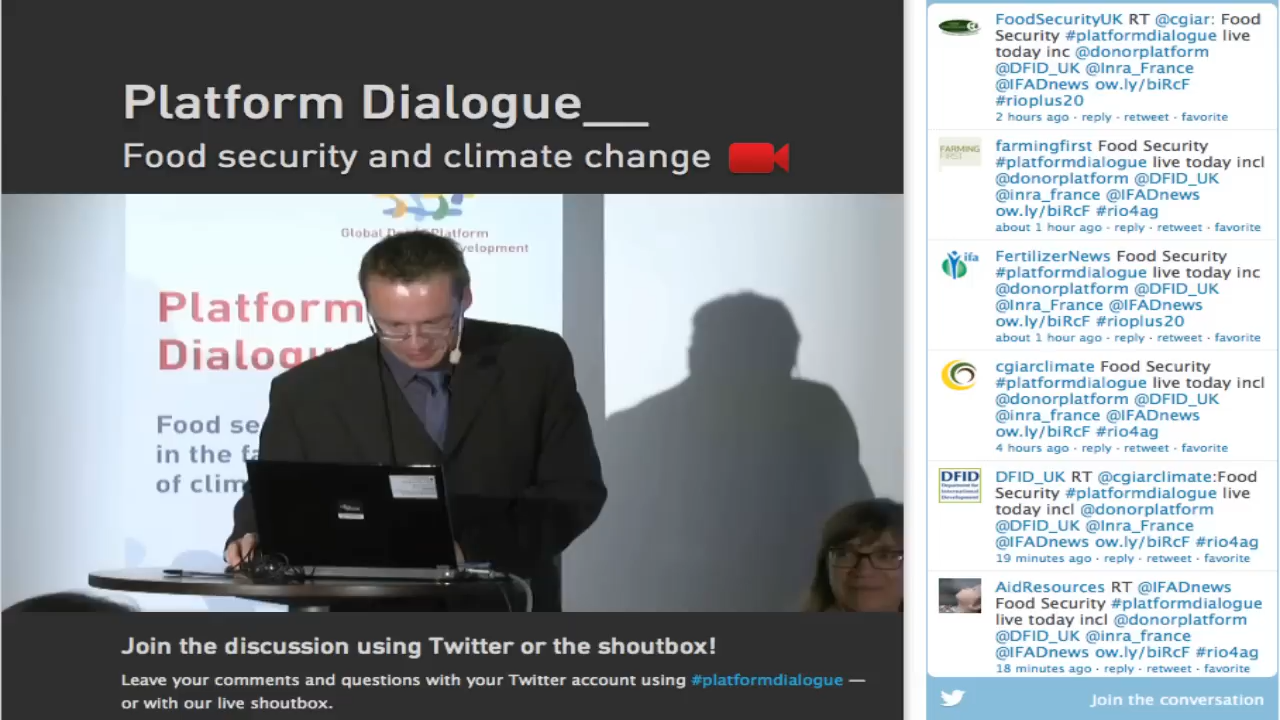 Platform Dialogue__
Food security and climate change
Platform
velopment
Platform
Dialogu
Food se
in the fa
of clim
Join the discussion using Twitter or the shoutbox!
Leave your comments and questions with your Twitter account using #platformdialogue —
or with our live shoutbox.
FoodSecurityUK RT @cgiar: Food
Security #platformdialogue live
today inc @donorplatform
@DFID_UK @Inra_France
@IFADnews ow.ly/biRcF
#rioplus20
2 hours ago · reply · retweet · favorite
FARMING
FIRST
farmingfirst Food Security
#platformdialogue live today incl
@donorplatform @DFID_UK
@inra_france @IFADnews
ow.ly/biRcF #rio4ag
about 1 hour ago · reply · retweet · favorite
ifa
FertilizerNews Food Security
#platformdialogue live today inc
@donorplatform @DFID_UK
@Inra_France @IFADnews
ow.ly/biRcF #rioplus20
about 1 hour ago · reply · retweet · favorite
cgiarclimate Food Security
#platformdialogue live today incl
@donorplatform @DFID_UK
@inra_france @IFADnews
ow.ly/biRcF #rio4ag
4 hours ago · reply · retweet · favorite
DFID
Department for
International
Development
DFID_UK RT @cgiarclimate:Food
Security #platformdialogue live
today incl @donorplatform
@DFID_UK @Inra_France
@IFADnews ow.ly/biRcF #rio4ag
19 minutes ago · reply · retweet · favorite
AidResources RT @IFADnews
Food Security #platformdialogue
live today incl @donorplatform
@DFID_UK @inra_france
@IFADnews ow.ly/biRcF #rio4ag
18 minutes ago · reply · retweet · favorite
Join the conversation